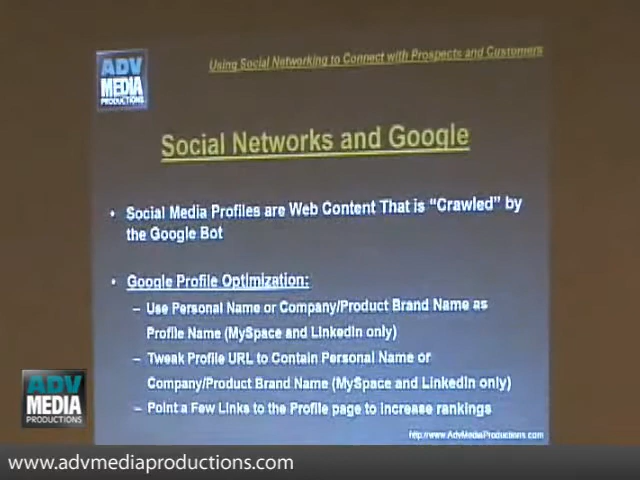 Using Social Networking to Connect with Prospects and Customers
ADV
MEDIA
PRODUCTIONS
Social Networks and Google
• Social Media Profiles are Web Content That is “Crawled” by
the Google Bot
• Google Profile Optimization:
– Use Personal Name or Company/Product Brand Name as
Profile Name (MySpace and LinkedIn only)
– Tweak Profile URL to Contain Personal Name or
Company/Product Brand Name (MySpace and LinkedIn only)
– Point a Few Links to the Profile page to increase rankings
http://www.AdvMediaProductions.com
ADV
MEDIA
PRODUCTIONS
www.advmediaproductions.com